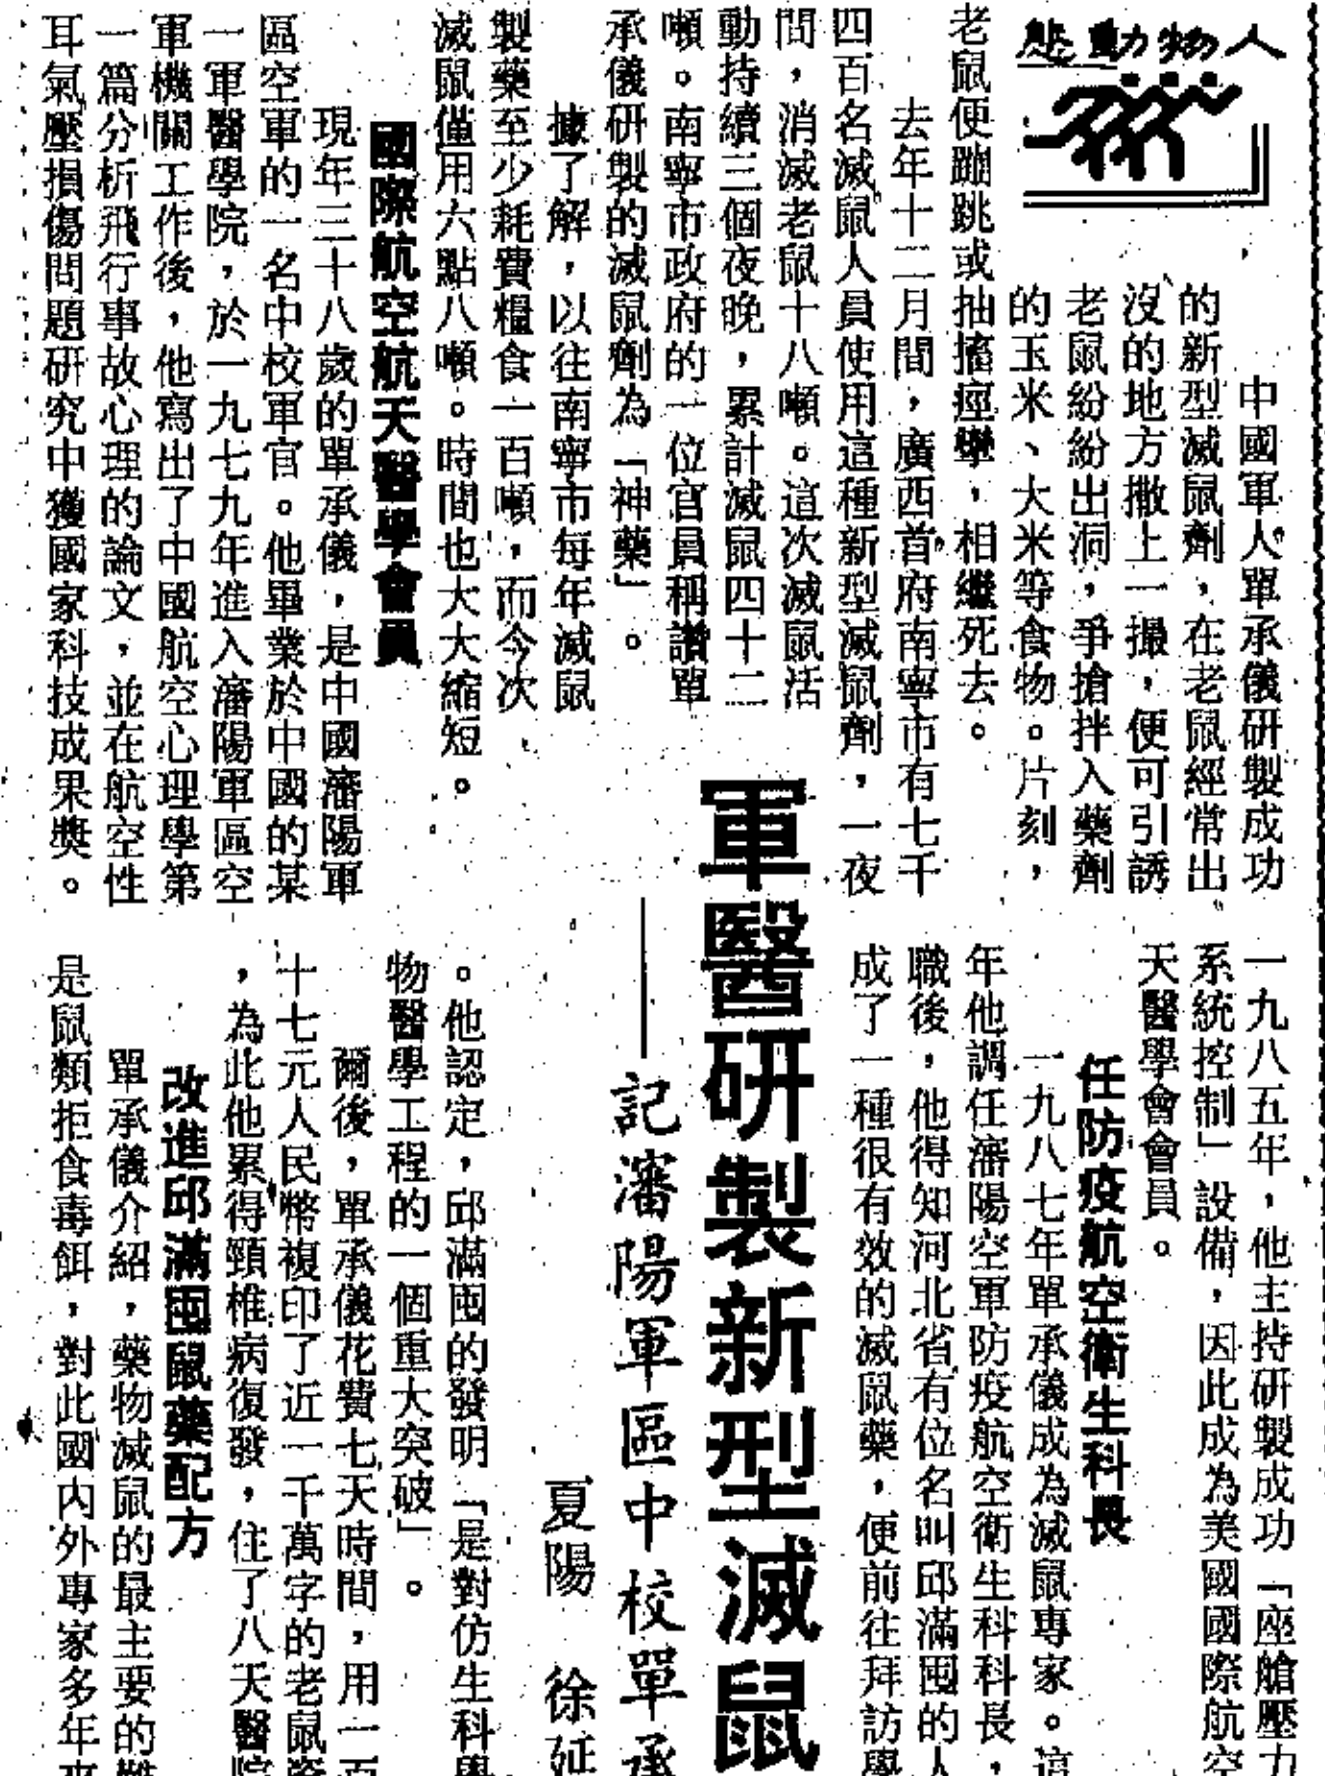 人物動態
軍醫研製新型滅鼠
——記瀋陽軍區中校單承
夏陽　徐延
中國軍人單承儀研製成功
的新型滅鼠劑，在老鼠經常出
沒的地方撒上一撮，便可引誘
老鼠紛紛出洞，爭搶拌入藥劑
的玉米、大米等食物。片刻，
老鼠便蹦跳或抽搐痙攣，相繼死去。
去年十二月間，廣西首府南寧市有七千
四百名滅鼠人員使用這種新型滅鼠劑，一夜
間，消滅老鼠十八噸。這次滅鼠活
動持續三個夜晚，累計滅鼠四十二
噸。南寧市政府的一位官員稱讚單
承儀研製的滅鼠劑為「神藥」。
據了解，以往南寧市每年滅鼠
製藥至少耗費糧食一百噸，而今次
滅鼠僅用六點八噸。時間也大大縮短。
國際航空航天醫學會員
現年三十八歲的單承儀，是中國瀋陽軍
區空軍的一名中校軍官。他畢業於中國的某
一軍醫學院，於一九七九年進入瀋陽軍區空
軍機關工作後，他寫出了中國航空心理學第
一篇分析飛行事故心理的論文，並在航空性
耳氣壓損傷問題研究中獲國家科技成果獎。
一九八五年，他主持研製成功「座艙壓力
系統控制」設備，因此成為美國國際航空
天醫學會會員。
任防疫航空衛生科長
一九八七年單承儀成為滅鼠專家。這
年他調任瀋陽空軍防疫航空衛生科科長，
職後，他得知河北省有位名叫邱滿囤的人
成了一種很有效的滅鼠藥，便前往拜訪學
。他認定，邱滿囤的發明「是對仿生科學
物醫學工程的一個重大突破」。
爾後，單承儀花費七天時間，用一百
十七元人民幣複印了近一千萬字的老鼠資
，為此他累得頸椎病復發，住了八天醫院
改進邱滿囤鼠藥配方
單承儀介紹，藥物滅鼠的最主要的難
是鼠類拒食毒餌，對此國內外專家多年來